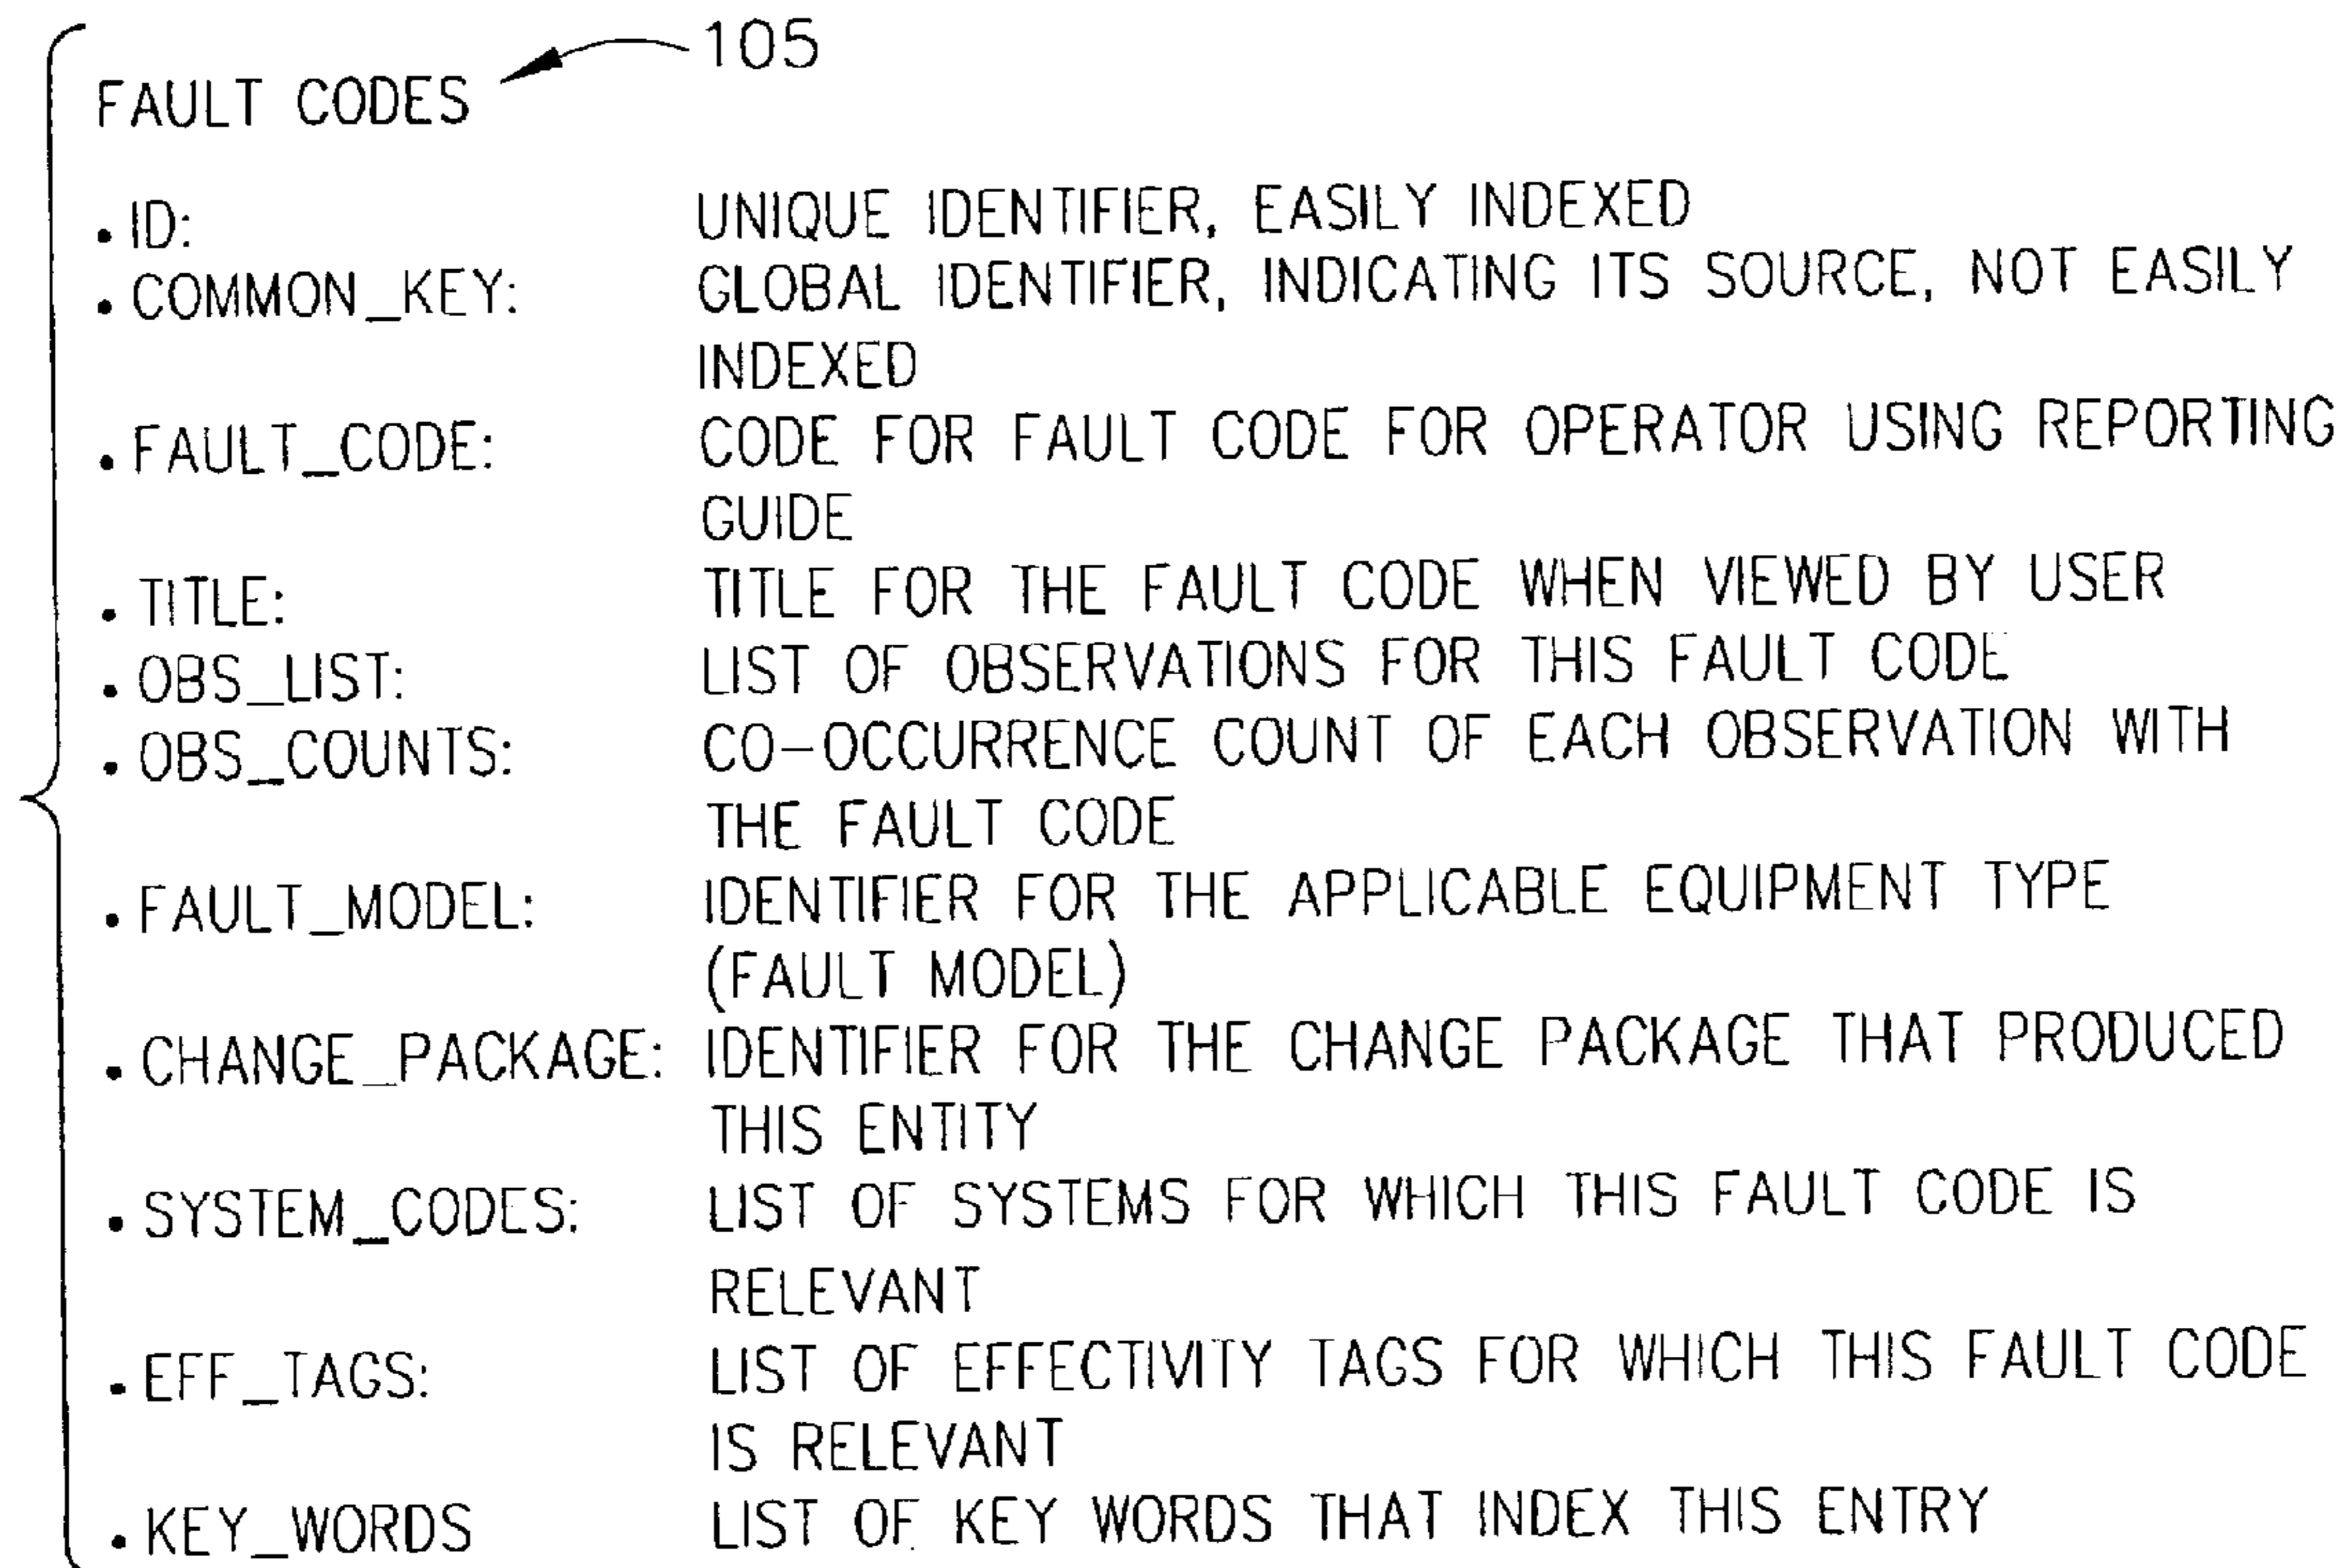 105
FAULT CODES
• ID: UNIQUE IDENTIFIER, EASILY INDEXED
• COMMON_KEY: GLOBAL IDENTIFIER, INDICATING ITS SOURCE, NOT EASILY
INDEXED
• FAULT_CODE: CODE FOR FAULT CODE FOR OPERATOR USING REPORTING
GUIDE
• TITLE: TITLE FOR THE FAULT CODE WHEN VIEWED BY USER
• OBS_LIST: LIST OF OBSERVATIONS FOR THIS FAULT CODE
• OBS_COUNTS: CO-OCCURRENCE COUNT OF EACH OBSERVATION WITH
THE FAULT CODE
• FAULT_MODEL: IDENTIFIER FOR THE APPLICABLE EQUIPMENT TYPE
(FAULT MODEL)
• CHANGE_PACKAGE: IDENTIFIER FOR THE CHANGE PACKAGE THAT PRODUCED
THIS ENTITY
• SYSTEM_CODES: LIST OF SYSTEMS FOR WHICH THIS FAULT CODE IS
RELEVANT
• EFF_TAGS: LIST OF EFFECTIVITY TAGS FOR WHICH THIS FAULT CODE
IS RELEVANT
• KEY_WORDS LIST OF KEY WORDS THAT INDEX THIS ENTRY